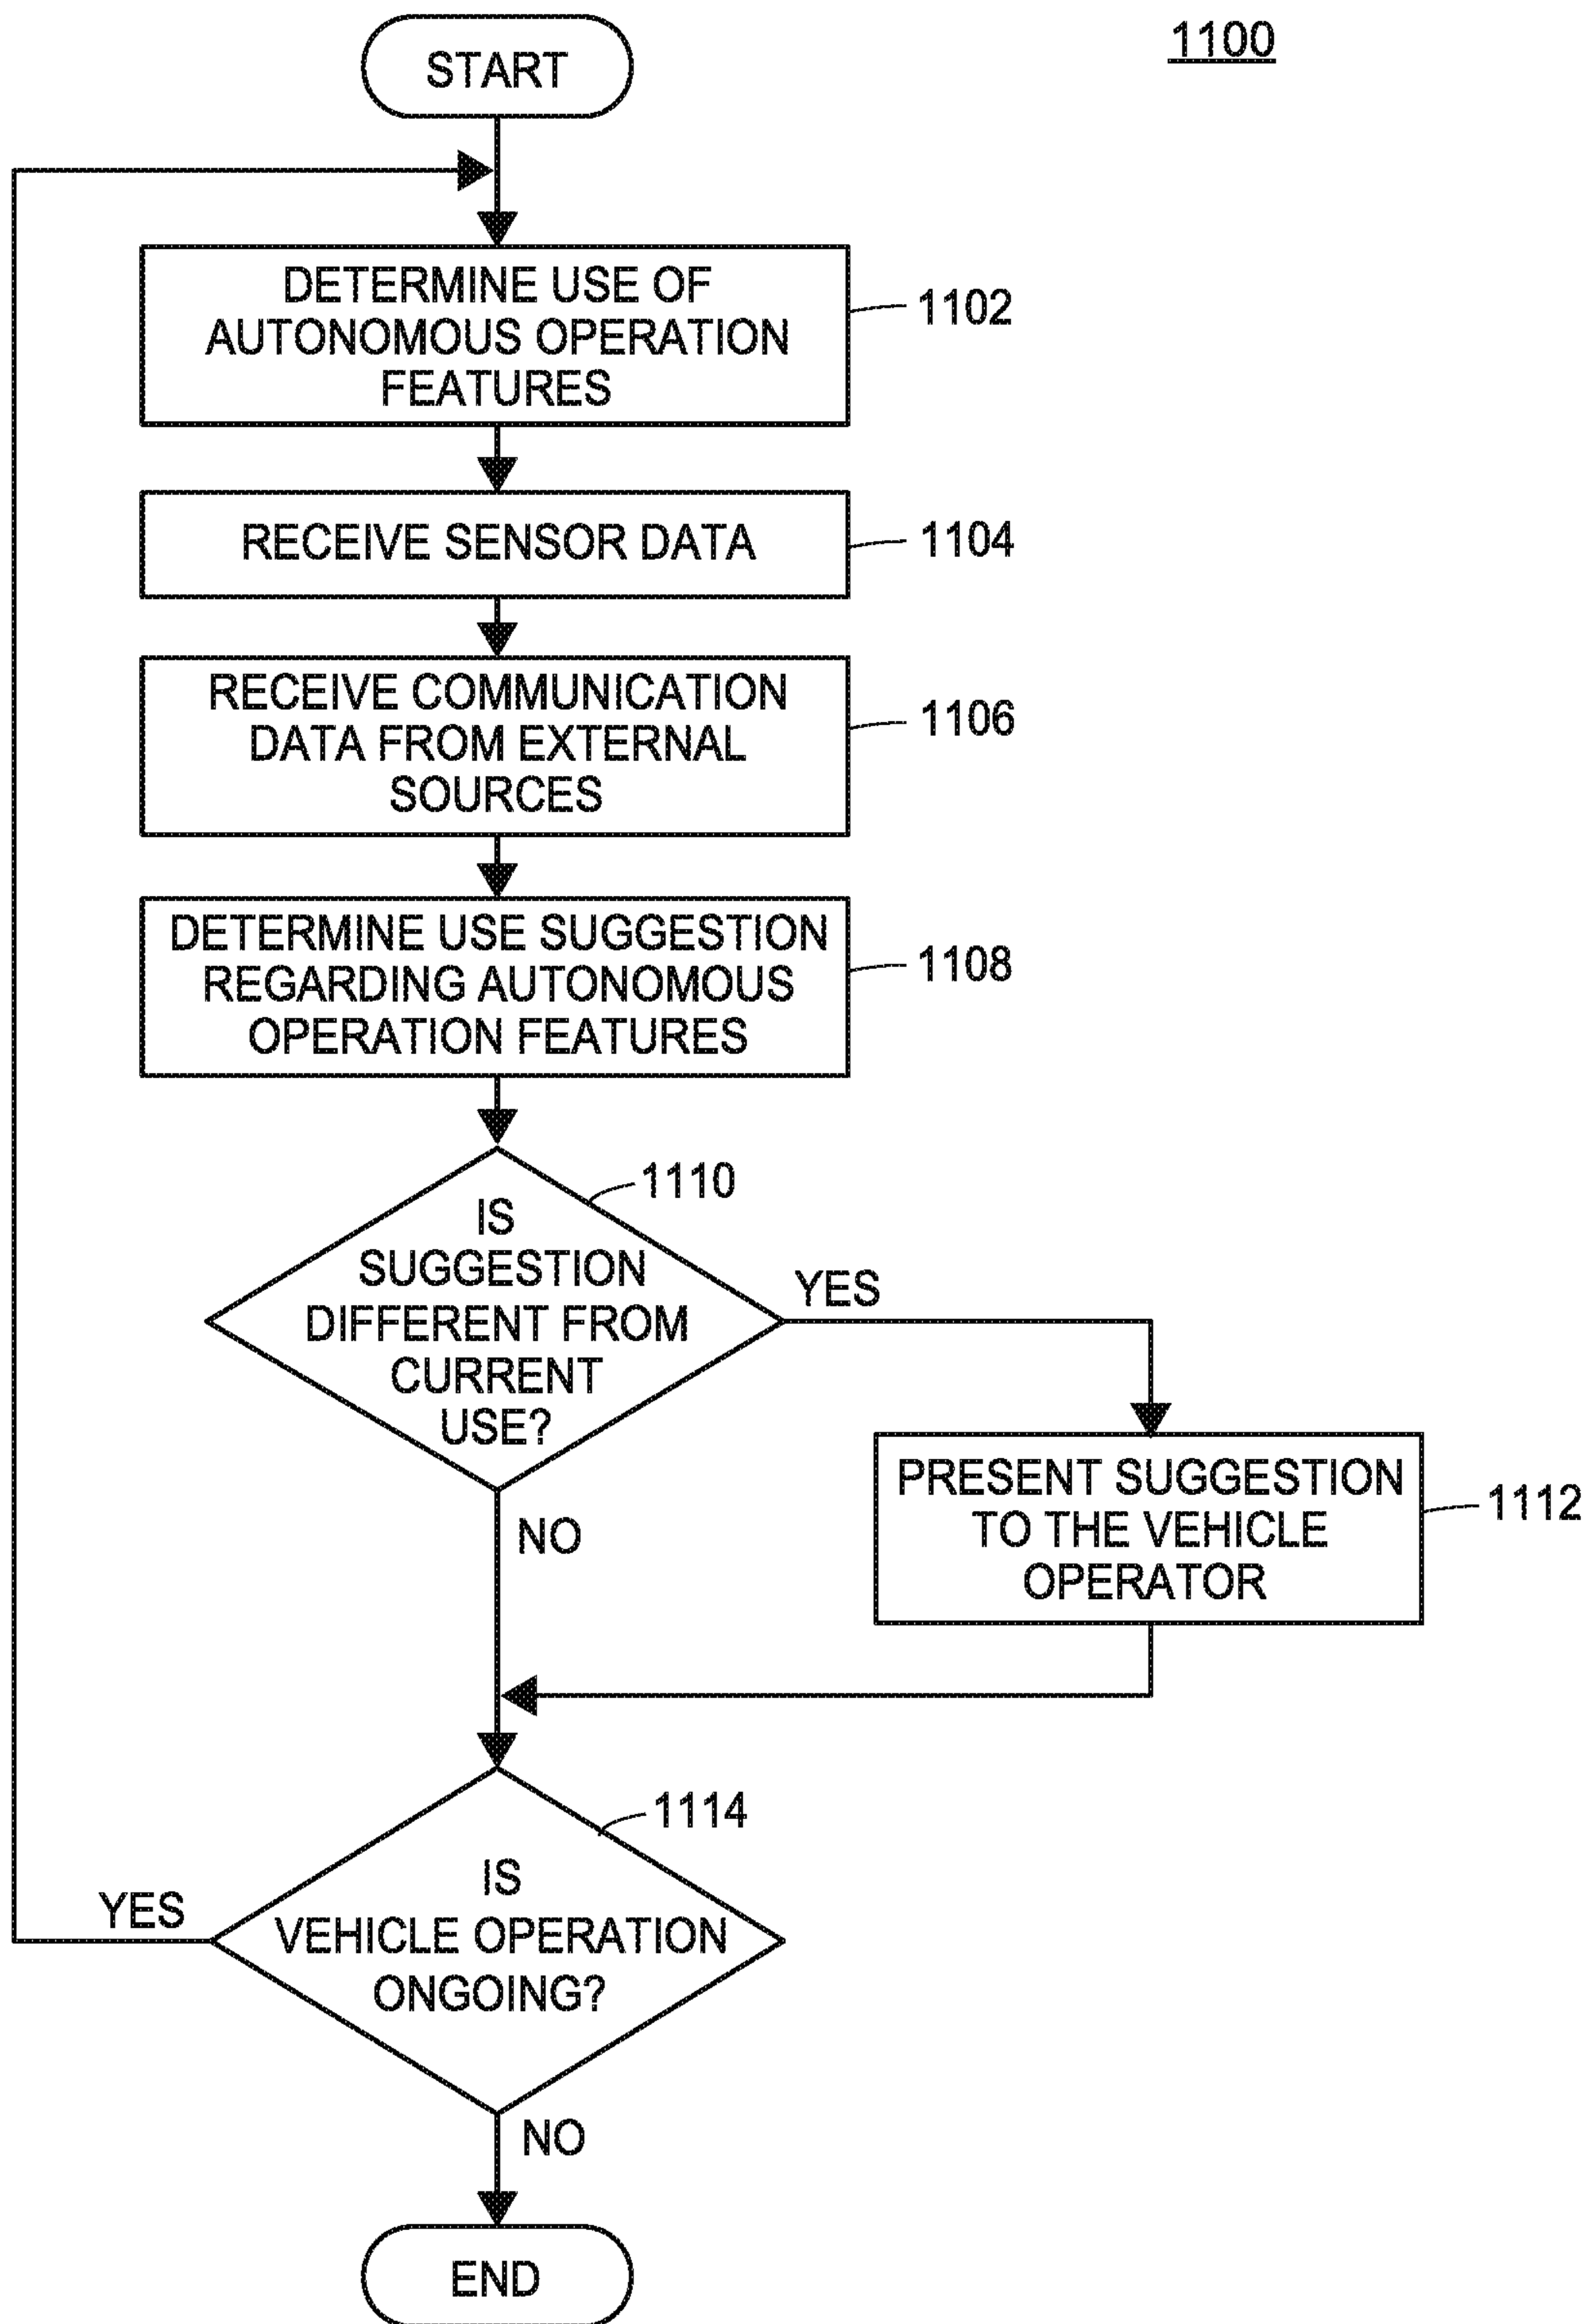 1100
START
DETERMINE USE OF
AUTONOMOUS OPERATION
FEATURES
1102
RECEIVE SENSOR DATA
1104
RECEIVE COMMUNICATION
DATA FROM EXTERNAL
SOURCES
1106
DETERMINE USE SUGGESTION
REGARDING AUTONOMOUS
OPERATION FEATURES
1108
1110
IS
SUGGESTION
DIFFERENT FROM
CURRENT
USE?
YES
NO
PRESENT SUGGESTION
TO THE VEHICLE
OPERATOR
1112
1114
IS
VEHICLE OPERATION
ONGOING?
YES
NO
END